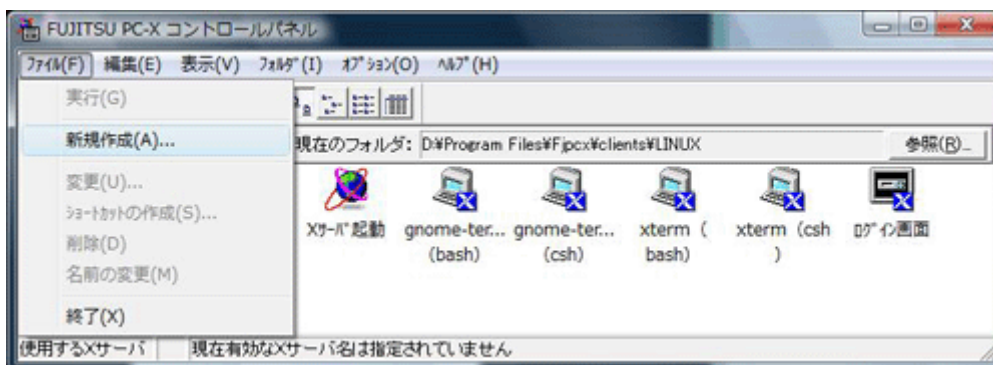 FUJITSU PC-X コントロールパネル
ﾌｧｲﾙ(F) 編集(E) 表示(V) ﾌｫﾙﾀﾞ(I) ｵﾌﾟｼｮﾝ(O) ﾍﾙﾌﾟ(H)
実行(G)
新規作成(A)...
変更(U)...
ｼｮｰﾄｶｯﾄの作成(S)...
削除(D)
名前の変更(M)
終了(X)
現在のフォルダ: D:¥Program Files¥Fjpcx¥clients¥LINUX 参照(R)...
Xｻｰﾊﾞ起動 gnome-ter... gnome-ter... xterm ( xterm (csh ﾛｸﾞｲﾝ画面
(bash) (csh) bash) )
使用するXサーバ 現在有効なXサーバ名は指定されていません